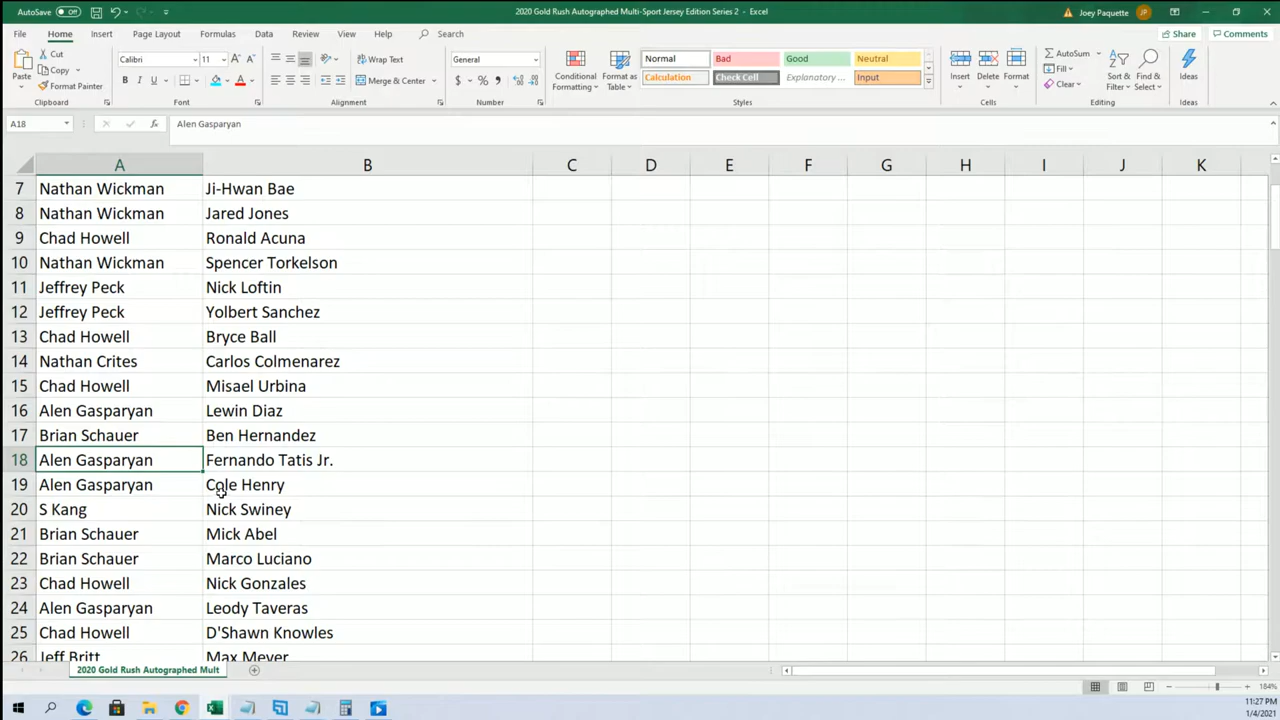 AutoSave Off 2020 Gold Rush Autographed Multi-Sport Jersey Edition Series 2 - Excel Joey Paquette JP
File Home Insert Page Layout Formulas Data Review View Help Search Share Comments
Paste Cut Copy Format Painter Clipboard
Calibri 11 B I U Font
Wrap Text Merge & Center Alignment
General $ % Number
Conditional Formatting Format as Table
Normal Bad Good Neutral
Calculation Check Cell Explanatory ... Input Styles
Insert Delete Format Cells
AutoSum Fill Clear Sort & Filter Find & Select Editing
Ideas Ideas
A18 fx Alen Gasparyan
A B C D E F G H I J K
7 Nathan Wickman Ji-Hwan Bae
8 Nathan Wickman Jared Jones
9 Chad Howell Ronald Acuna
10 Nathan Wickman Spencer Torkelson
11 Jeffrey Peck Nick Loftin
12 Jeffrey Peck Yolbert Sanchez
13 Chad Howell Bryce Ball
14 Nathan Crites Carlos Colmenarez
15 Chad Howell Misael Urbina
16 Alen Gasparyan Lewin Diaz
17 Brian Schauer Ben Hernandez
18 Alen Gasparyan Fernando Tatis Jr.
19 Alen Gasparyan Cole Henry
20 S Kang Nick Swiney
21 Brian Schauer Mick Abel
22 Brian Schauer Marco Luciano
23 Chad Howell Nick Gonzales
24 Alen Gasparyan Leody Taveras
25 Chad Howell D'Shawn Knowles
26 Jeff Britt Max Meyer
2020 Gold Rush Autographed Mult
184%
11:27 PM
1/4/2021